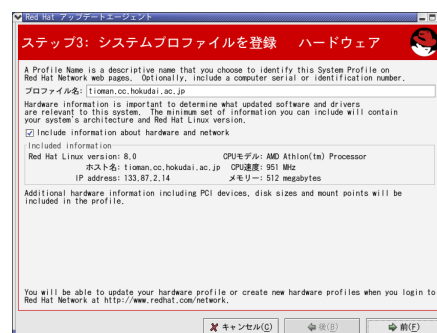 Red Hat アップデートエージェント
ステップ3: システムプロファイルを登録 ハードウェア
A Profile Name is a descriptive name that you choose to identify this System Profile on
Red Hat Network web pages. Optionally, include a computer serial or identification number.
プロファイル名: tioman.cc.hokudai.ac.jp
Hardware information is important to determine what updated software and drivers
are relevant to this system. The minimum set of information you can include will contain
your system's architecture and Red Hat Linux version.
Include information about hardware and network
Included information
Red Hat Linux version: 8.0 CPUモデル: AMD Athlon(tm) Processor
ホスト名: tioman.cc.hokudai.ac.jp CPU速度: 951 MHz
IP address: 133.87.2.14 メモリー: 512 megabytes
Additional hardware information including PCI devices, disk sizes and mount points will be
included in the profile.
You will be able to update your hardware profile or create new hardware profiles when you login to
Red Hat Network at http://www.redhat.com/network.
キャンセル(C) 後(B) 前(F)